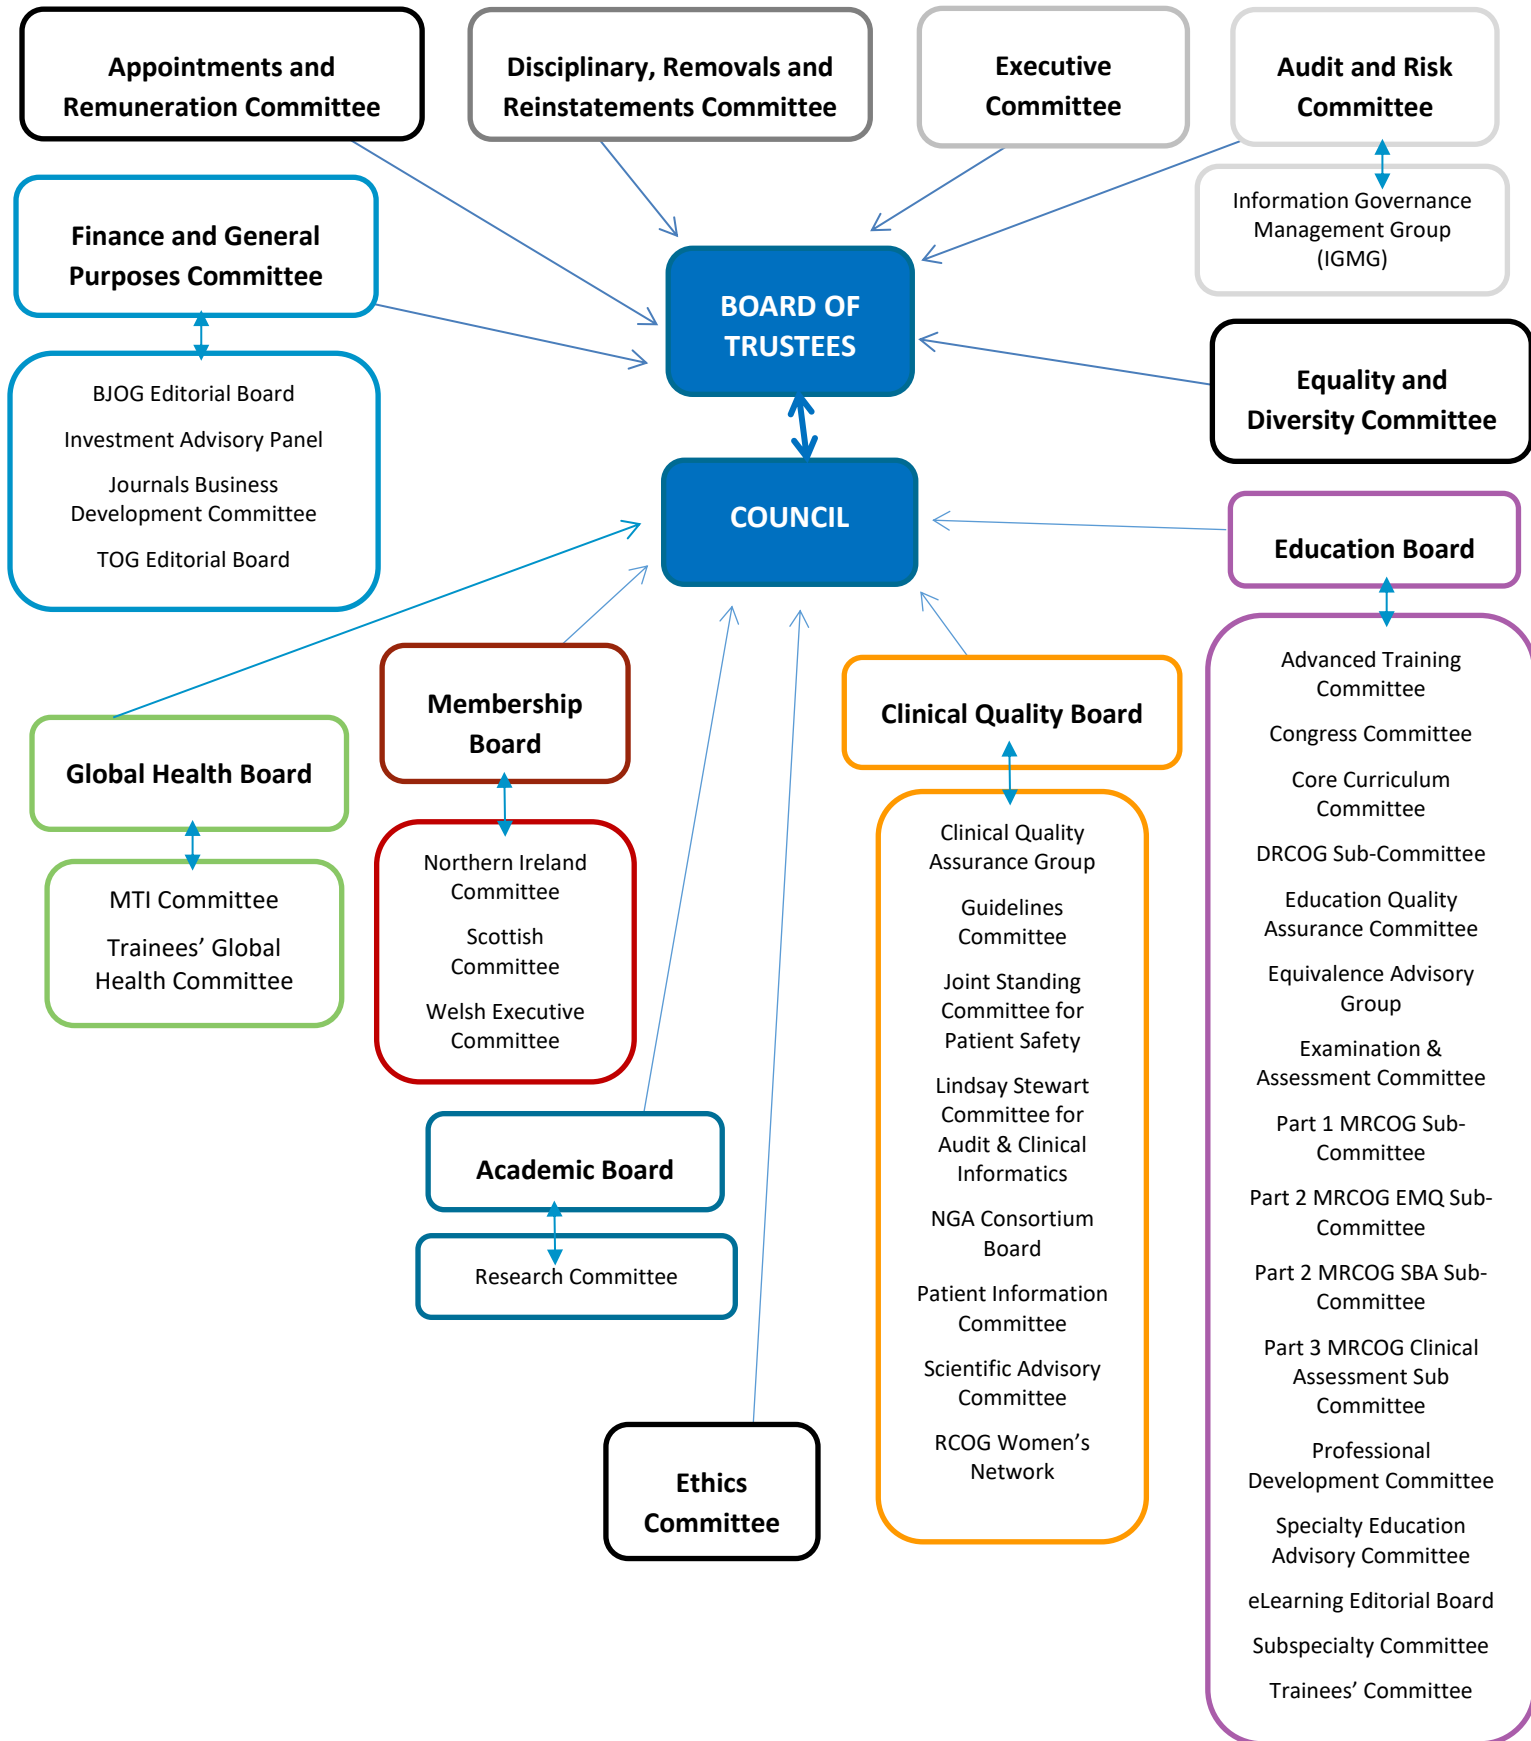 Appointments and
Remuneration Committee
Disciplinary, Removals and
Reinstatements Committee
Executive
Committee
Audit and Risk
Committee
Information Governance
Management Group
(IGMG)
Finance and General
Purposes Committee
BJOG Editorial Board
Investment Advisory Panel
Journals Business
Development Committee
TOG Editorial Board
BOARD OF
TRUSTEES
Equality and
Diversity Committee
COUNCIL
Education Board
Advanced Training
Committee
Congress Committee
Core Curriculum
Committee
DRCOG Sub-Committee
Education Quality
Assurance Committee
Equivalence Advisory
Group
Examination &
Assessment Committee
Part 1 MRCOG Sub-
Committee
Part 2 MRCOG EMQ Sub-
Committee
Part 2 MRCOG SBA Sub-
Committee
Part 3 MRCOG Clinical
Assessment Sub
Committee
Professional
Development Committee
Specialty Education
Advisory Committee
eLearning Editorial Board
Subspecialty Committee
Trainees’ Committee
Global Health Board
MTI Committee
Trainees’ Global
Health Committee
Membership
Board
Northern Ireland
Committee
Scottish
Committee
Welsh Executive
Committee
Clinical Quality Board
Clinical Quality
Assurance Group
Guidelines
Committee
Joint Standing
Committee for
Patient Safety
Lindsay Stewart
Committee for
Audit & Clinical
Informatics
NGA Consortium
Board
Patient Information
Committee
Scientific Advisory
Committee
RCOG Women’s
Network
Academic Board
Research Committee
Ethics
Committee